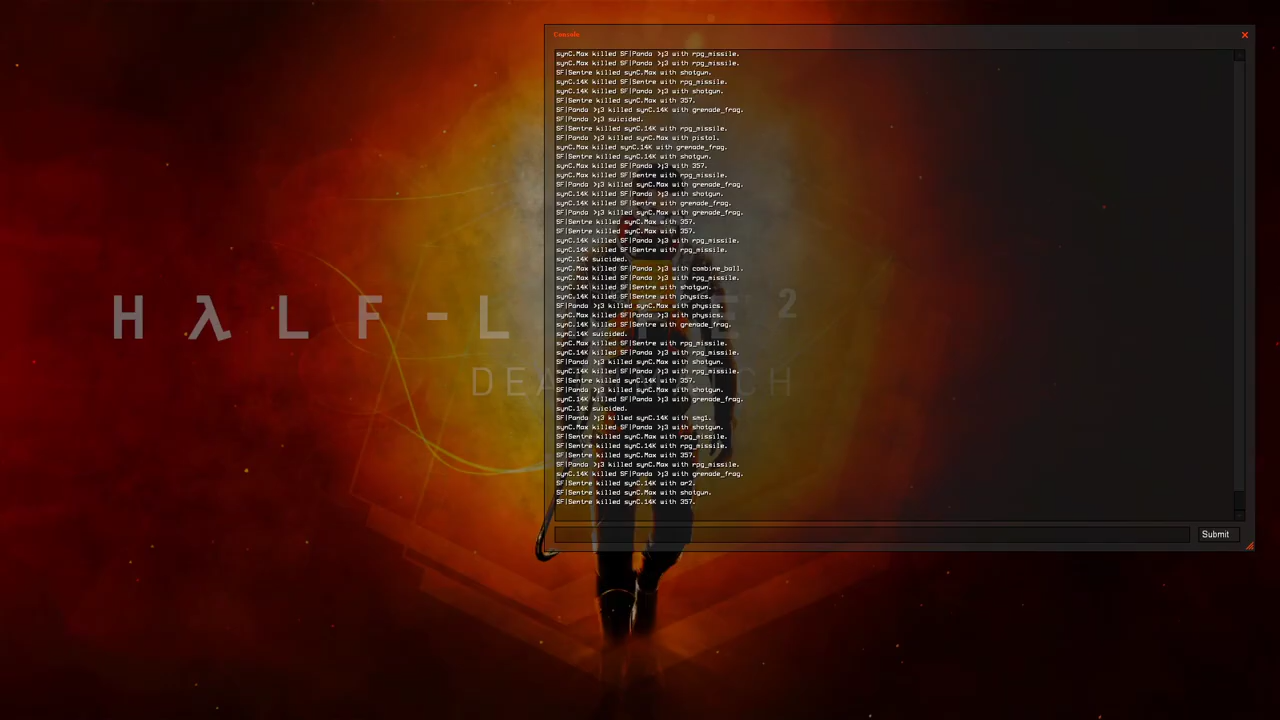 Console
synC.Max killed SF|Panda >;3 with rpg_missile.
synC.Max killed SF|Panda >;3 with rpg_missile.
SF|Sentre killed synC.Max with shotgun.
synC.14K killed SF|Sentre with rpg_missile.
synC.14K killed SF|Panda >;3 with shotgun.
SF|Sentre killed synC.Max with 357.
SF|Panda >;3 killed synC.14K with grenade_frag.
SF|Panda >;3 suicided.
SF|Sentre killed synC.14K with rpg_missile.
SF|Panda >;3 killed synC.Max with pistol.
synC.Max killed synC.14K with grenade_frag.
SF|Sentre killed synC.14K with shotgun.
synC.Max killed SF|Panda >;3 with 357.
synC.Max killed SF|Sentre with rpg_missile.
SF|Panda >;3 killed synC.Max with grenade_frag.
synC.14K killed SF|Panda >;3 with shotgun.
synC.14K killed SF|Sentre with grenade_frag.
SF|Panda >;3 killed synC.Max with grenade_frag.
SF|Sentre killed synC.Max with 357.
SF|Sentre killed synC.Max with 357.
synC.14K killed SF|Panda >;3 with rpg_missile.
synC.14K killed SF|Sentre with rpg_missile.
synC.14K suicided.
synC.Max killed SF|Panda >;3 with combine_ball.
synC.Max killed SF|Panda >;3 with rpg_missile.
synC.14K killed SF|Sentre with shotgun.
synC.14K killed SF|Sentre with physics.
SF|Panda >;3 killed synC.Max with physics.
synC.Max killed SF|Panda >;3 with physics.
synC.14K killed SF|Sentre with grenade_frag.
synC.14K suicided.
synC.Max killed SF|Sentre with rpg_missile.
synC.14K killed SF|Panda >;3 with rpg_missile.
SF|Panda >;3 killed synC.Max with shotgun.
synC.14K killed SF|Panda >;3 with rpg_missile.
SF|Sentre killed synC.14K with 357.
SF|Panda >;3 killed synC.Max with shotgun.
synC.14K killed SF|Panda >;3 with grenade_frag.
synC.14K suicided.
SF|Panda >;3 killed synC.14K with smg1.
synC.Max killed SF|Panda >;3 with shotgun.
SF|Sentre killed synC.Max with rpg_missile.
SF|Sentre killed synC.14K with rpg_missile.
SF|Sentre killed synC.Max with 357.
SF|Panda >;3 killed synC.Max with rpg_missile.
synC.14K killed SF|Panda >;3 with grenade_frag.
SF|Sentre killed synC.14K with ar2.
SF|Sentre killed synC.Max with shotgun.
SF|Sentre killed synC.14K with 357.
Submit
HλLF-LIFE²
DEATHMATCH